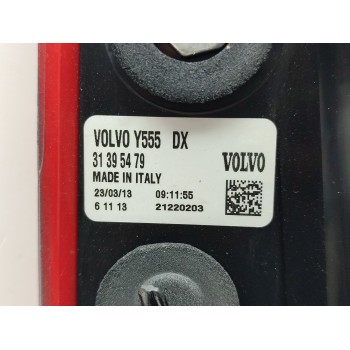 VOLVO Y555 DX
31 39 54 79
VOLVO
MADE IN ITALY
23/03/13 09:11:55
6 11 13 21220203